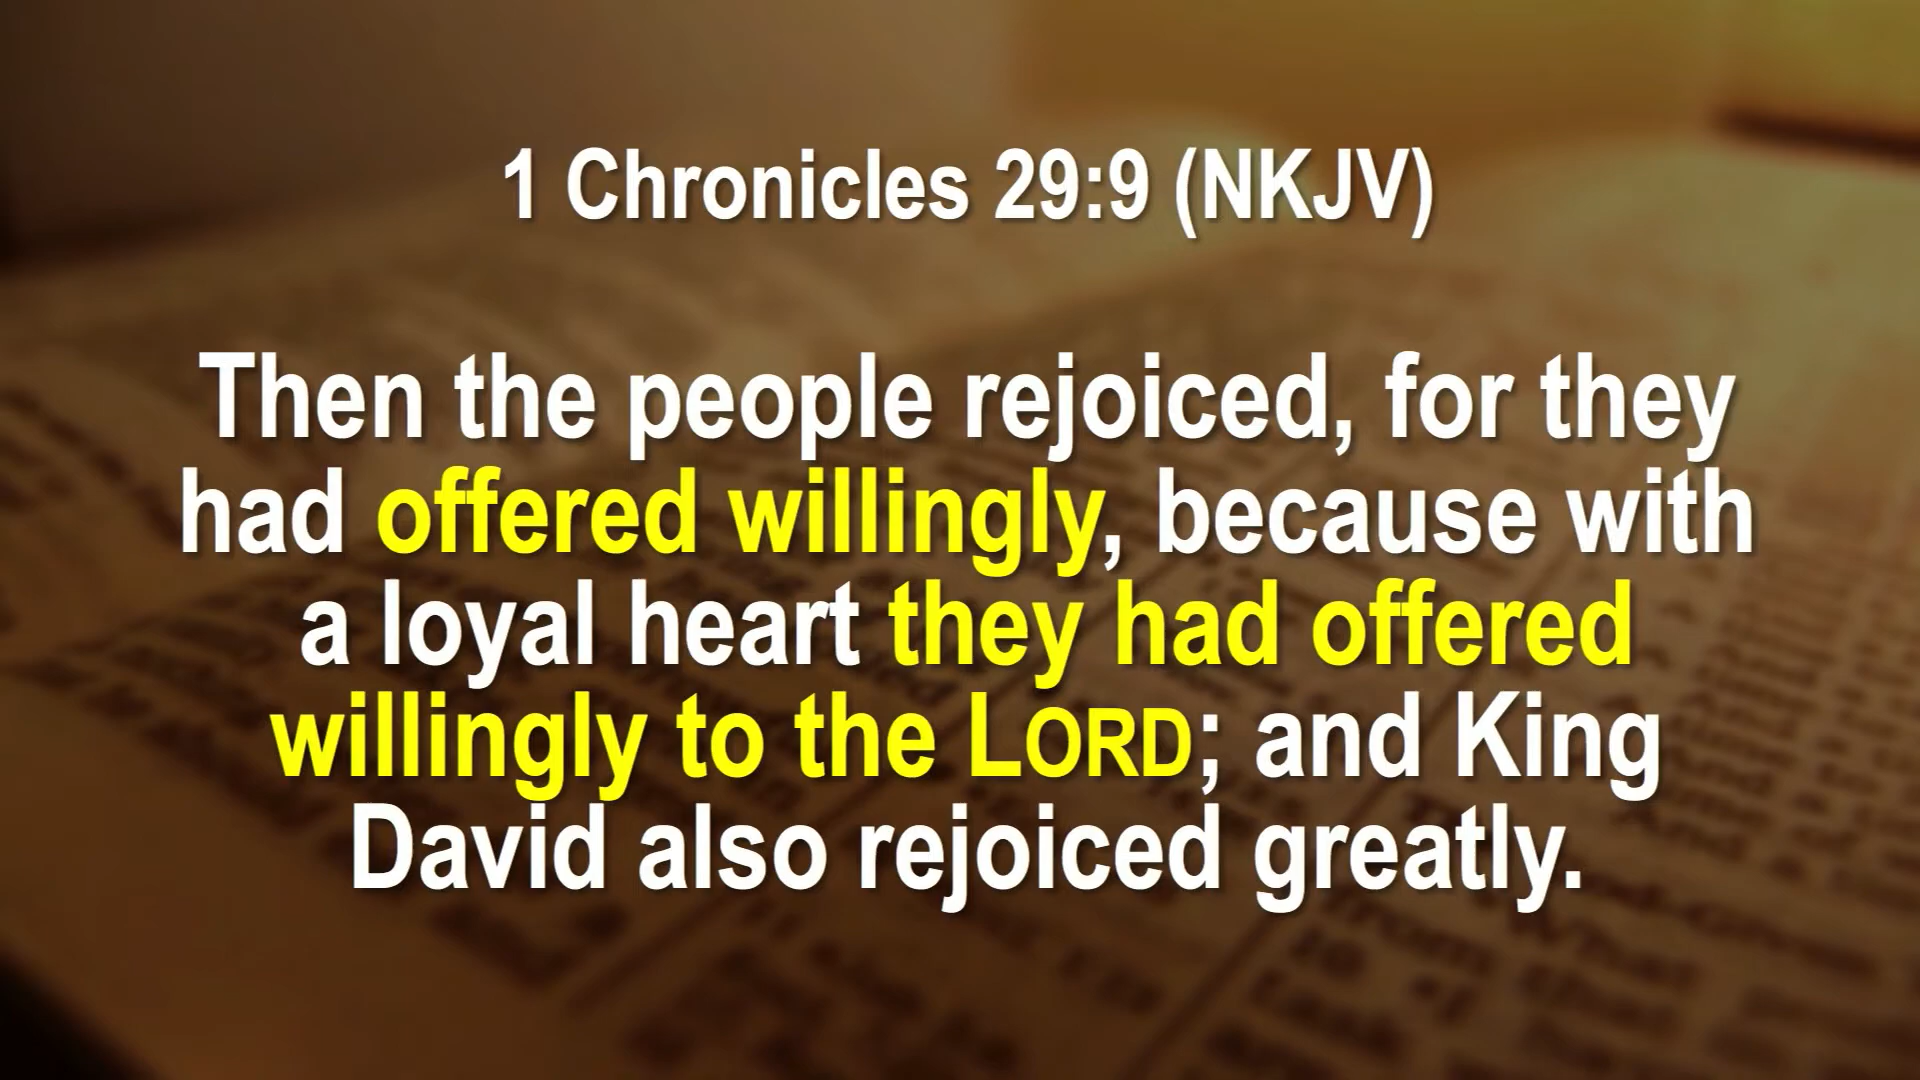 1 Chronicles 29:9 (NKJV)
Then the people rejoiced, for they
had offered willingly, because with
a loyal heart they had offered
willingly to the LORD; and King
David also rejoiced greatly.